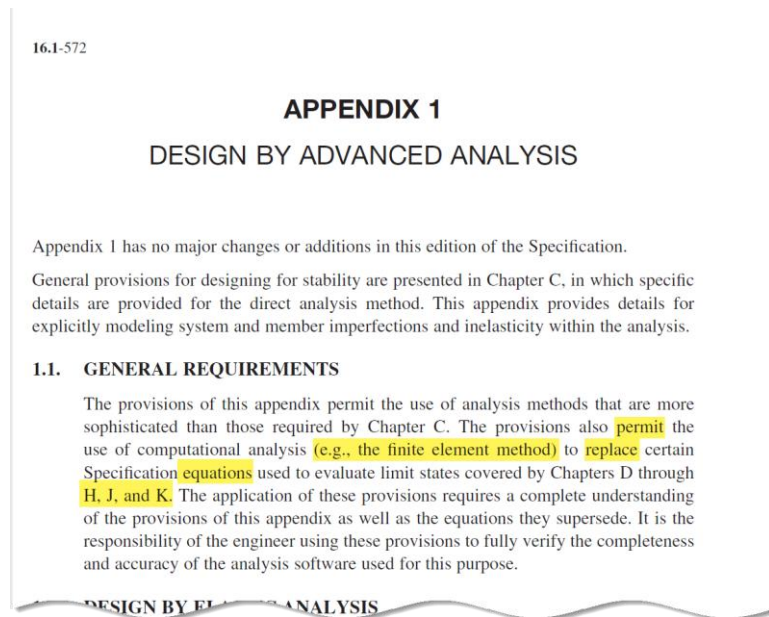 16.1-572
APPENDIX 1
DESIGN BY ADVANCED ANALYSIS
Appendix 1 has no major changes or additions in this edition of the Specification.
General provisions for designing for stability are presented in Chapter C, in which specific
details are provided for the direct analysis method. This appendix provides details for
explicitly modeling system and member imperfections and inelasticity within the analysis.
1.1. GENERAL REQUIREMENTS
The provisions of this appendix permit the use of analysis methods that are more
sophisticated than those required by Chapter C. The provisions also permit the
use of computational analysis (e.g., the finite element method) to replace certain
Specification equations used to evaluate limit states covered by Chapters D through
H, J, and K. The application of these provisions requires a complete understanding
of the provisions of this appendix as well as the equations they supersede. It is the
responsibility of the engineer using these provisions to fully verify the completeness
and accuracy of the analysis software used for this purpose.
DESIGN BY ANALYSIS